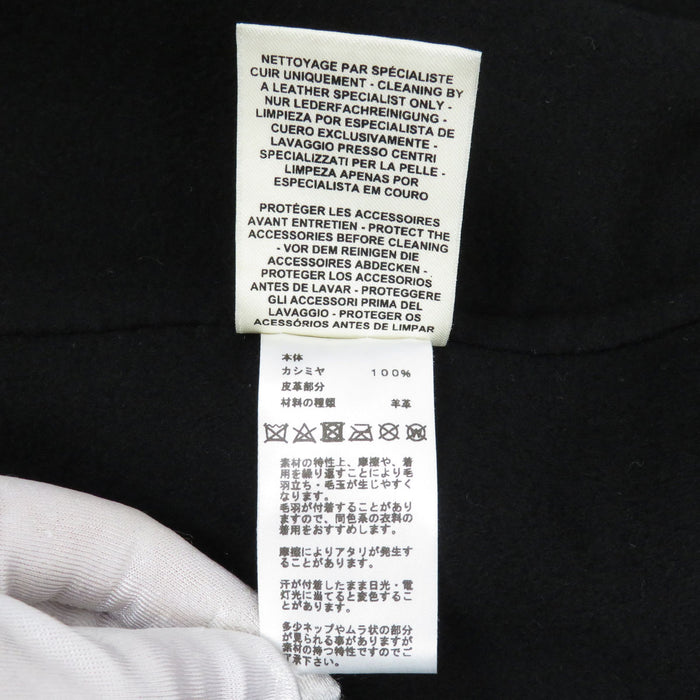 NETTOYAGE PAR SPÉCIALISTE
CUIR UNIQUEMENT - CLEANING BY
A LEATHER SPECIALIST ONLY -
NUR LEDERFACHREINIGUNG -
LIMPIEZA POR ESPECIALISTA DE
CUERO EXCLUSIVAMENTE -
LAVAGGIO PRESSO CENTRI
SPECIALIZZATI PER LA PELLE -
LIMPEZA APENAS POR
ESPECIALISTA EM COURO
PROTÉGER LES ACCESSOIRES
AVANT ENTRETIEN - PROTECT THE
ACCESSORIES BEFORE CLEANING
- VOR DEM REINIGEN DIE
ACCESSOIRES ABDECKEN -
PROTEGER LOS ACCESORIOS
ANTES DE LAVAR - PROTEGGERE
GLI ACCESSORI PRIMA DEL
LAVAGGIO - PROTEGER OS
ACESSÓRIOS ANTES DE LIMPAR
本体
カシミヤ 100%
皮革部分
材料の種類 羊革
素材の特性上、摩擦や、着
用を繰り返すことにより毛
羽立ち・毛玉が生じやすく
なります。
毛羽が付着することがあり
ますので、同色系の衣料の
着用をおすすめします。
摩擦によりアタリが発生す
ることがあります。
汗が付着したまま日光・電
灯光に当てると変色するこ
とがあります。
多少ネップやムラ状の部分
が見られる事がありますが
素材の持つ特性ですのでご
了承下さい。